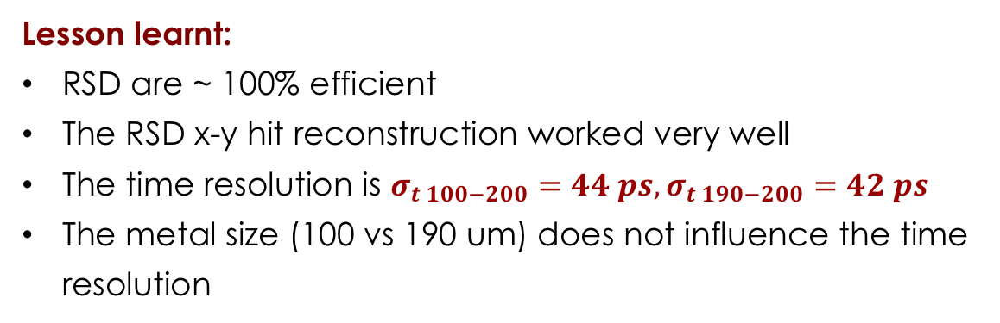 Lesson learnt:
• RSD are ~ 100% efficient
• The RSD x-y hit reconstruction worked very well
• The time resolution is σₜ ₁₀₀₋₂₀₀ = 44 ps, σₜ ₁₉₀₋₂₀₀ = 42 ps
• The metal size (100 vs 190 um) does not influence the time
resolution